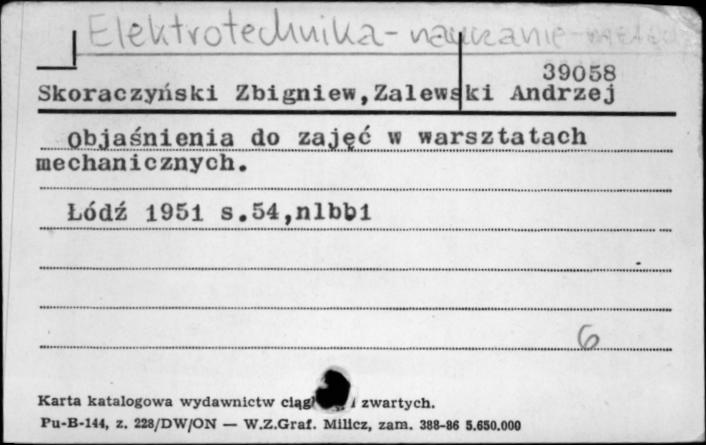 Elektrotechnika - nauczanie -
39058
Skoraczyński Zbigniew,Zalewski Andrzej
Objaśnienia do zajęć w warsztatach
mechanicznych.
Łódź 1951 s.54,nlbb1
6
Karta katalogowa wydawnictw zwartych.
Pu-B-144, z. 228/DW/ON — W.Z.Graf. Milicz, zam. 388-86 5.650.000